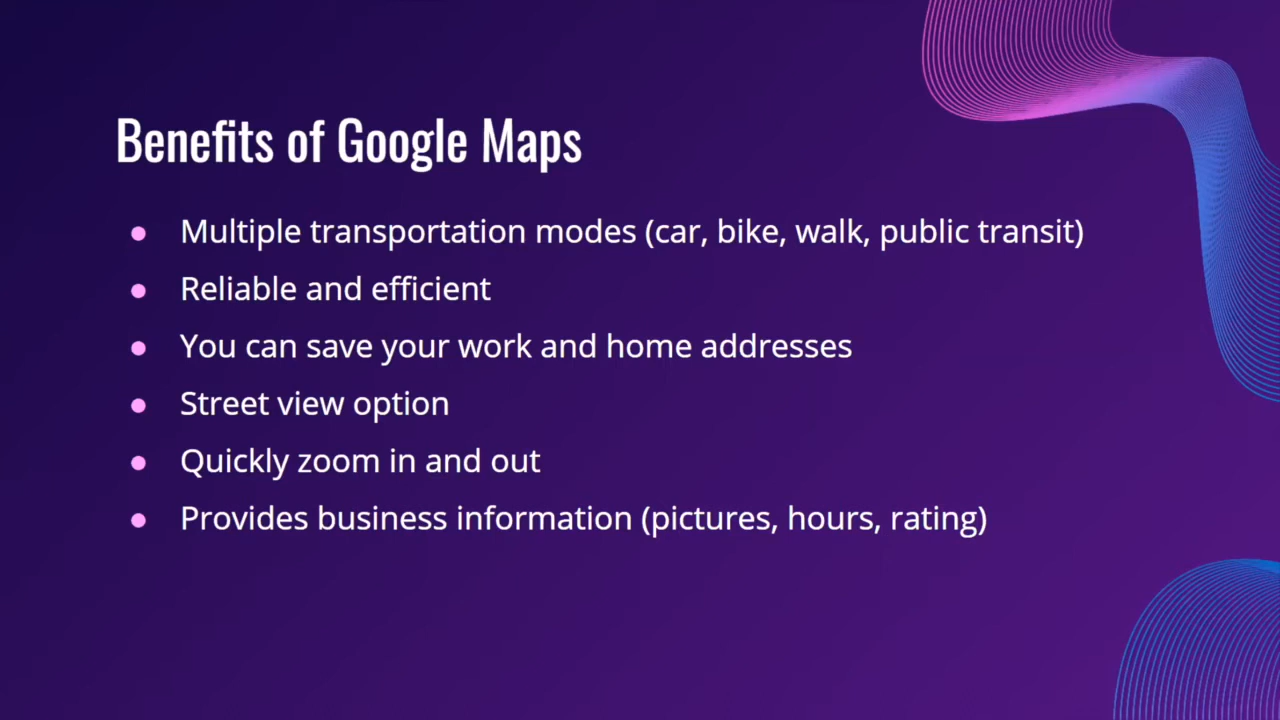 Benefits of Google Maps
● Multiple transportation modes (car, bike, walk, public transit)
● Reliable and efficient
● You can save your work and home addresses
● Street view option
● Quickly zoom in and out
● Provides business information (pictures, hours, rating)